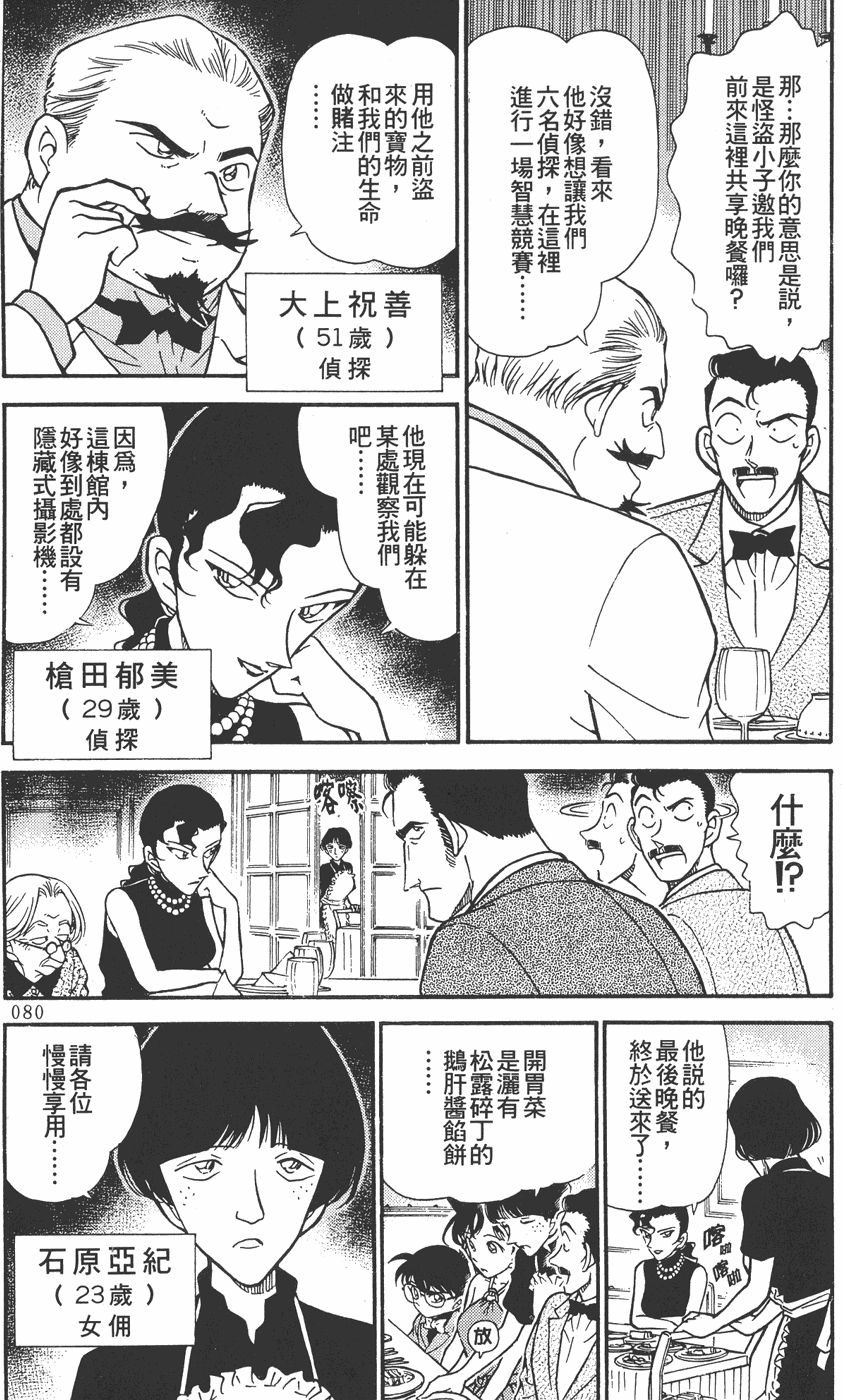 那…那麼你的意思是說，
是怪盜小子邀我們
前來這裡共享晚餐囉？
沒錯，看來
他好像想讓我們
六名偵探，在這裡
進行一場智慧競賽……
用他之前盜
來的寶物，
和我們的生命
做賭注
……
大上祝善
（51歲）
偵探
他現在可能躲在
某處觀察我們
吧……
因為，
這棟館內
好像到處都設有
隱藏式攝影機……
槍田郁美
（29歲）
偵探
什麼!?
喀嚓
080
他說的
最後晚餐，
終於送來了……
喀啦
喀啦
開胃菜
是灑有
松露碎丁的
鵝肝醬餡餅
……
放
請各位
慢慢享用……
石原亞紀
（23歲）
女佣